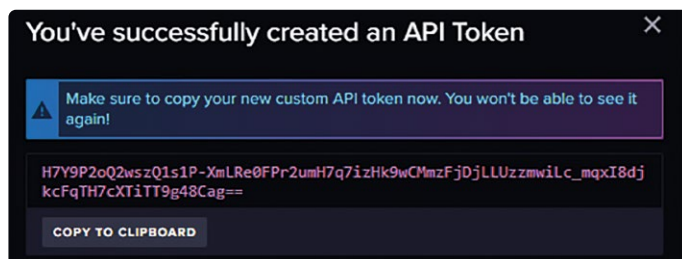 You've successfully created an API Token
Make sure to copy your new custom API token now. You won't be able to see it
again!
H7Y9P2oQ2wszQ1s1P-XmLRe0FPr2umH7q7izHk9wCMmzFjDjLLUzzmwiLc_mqxI8dj
kcFqTH7cXTiTT9g48Cag==
COPY TO CLIPBOARD